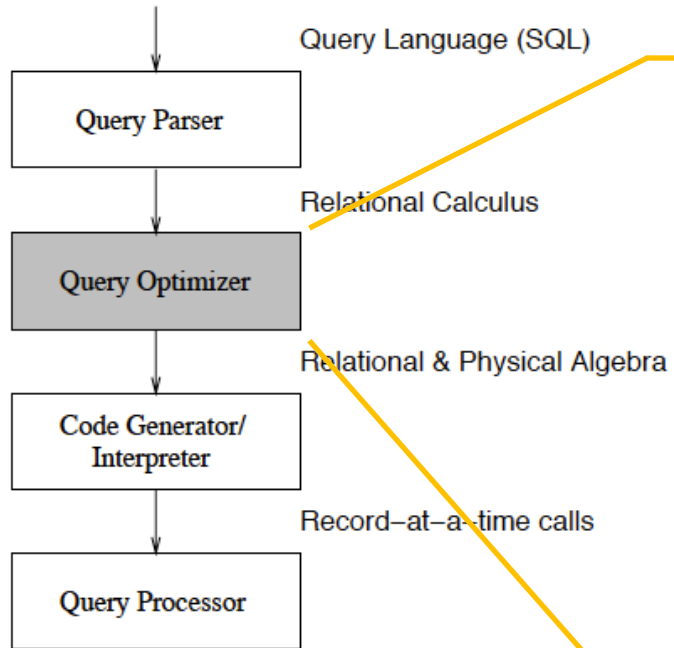 Query Language (SQL)
Query Parser
Relational Calculus
Query Optimizer
Relational & Physical Algebra
Code Generator/
Interpreter
Record–at–a–time calls
Query Processor